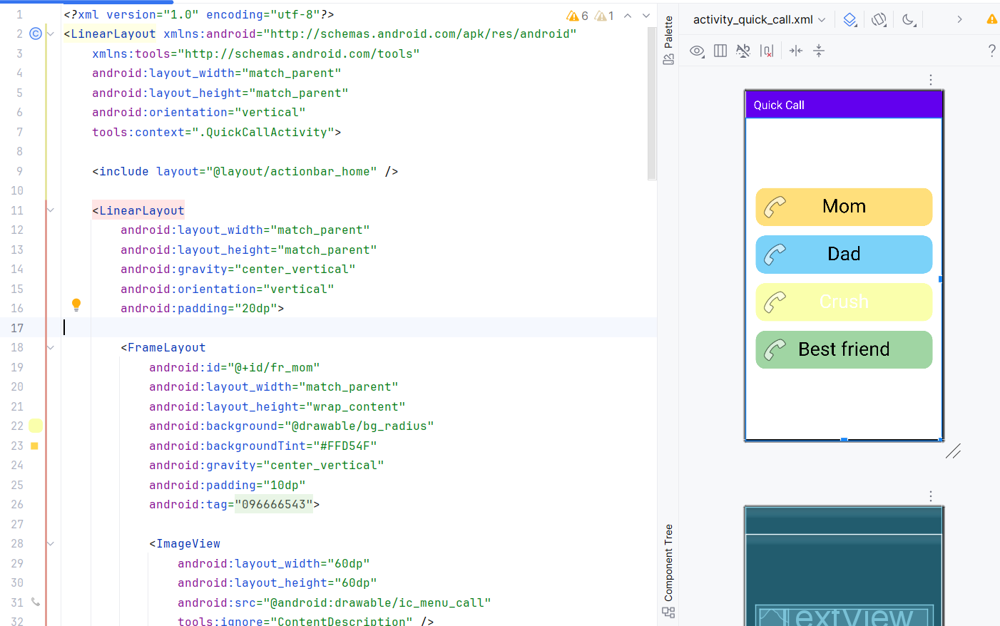 1 <?xml version="1.0" encoding="utf-8"?>
6 1
2 <LinearLayout xmlns:android="http://schemas.android.com/apk/res/android"
3 xmlns:tools="http://schemas.android.com/tools"
4 android:layout_width="match_parent"
5 android:layout_height="match_parent"
6 android:orientation="vertical"
7 tools:context=".QuickCallActivity">
8
9 <include layout="@layout/actionbar_home" />
10
11 <LinearLayout
12 android:layout_width="match_parent"
13 android:layout_height="match_parent"
14 android:gravity="center_vertical"
15 android:orientation="vertical"
16 android:padding="20dp">
17
18 <FrameLayout
19 android:id="@+id/fr_mom"
20 android:layout_width="match_parent"
21 android:layout_height="wrap_content"
22 android:background="@drawable/bg_radius"
23 android:backgroundTint="#FFD54F"
24 android:gravity="center_vertical"
25 android:padding="10dp"
26 android:tag="096666543">
27
28 <ImageView
29 android:layout_width="60dp"
30 android:layout_height="60dp"
31 android:src="@android:drawable/ic_menu_call"
32 tools:ignore="ContentDescription" />
Palette
Component Tree
activity_quick_call.xml
?
Quick Call
Mom
Dad
Crush
Best friend
TextView